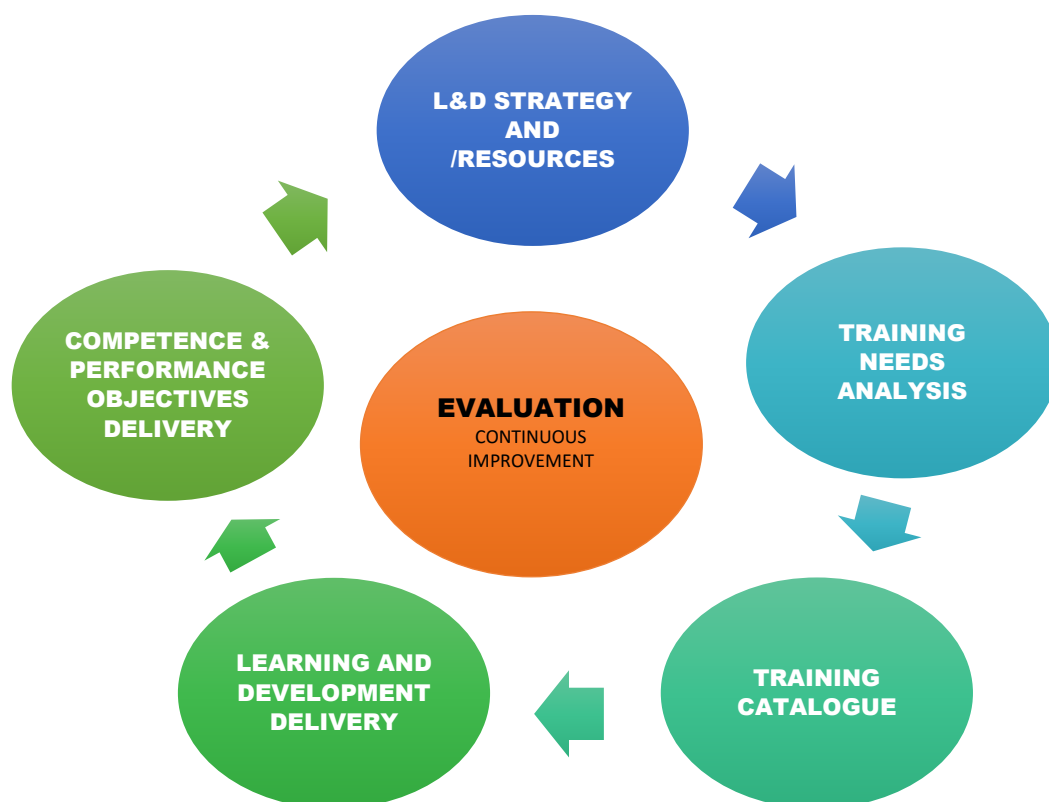 L&D STRATEGY
AND
/RESOURCES
TRAINING
NEEDS
ANALYSIS
TRAINING
CATALOGUE
LEARNING AND
DEVELOPMENT
DELIVERY
COMPETENCE &
PERFORMANCE
OBJECTIVES
DELIVERY
EVALUATION
CONTINUOUS
IMPROVEMENT